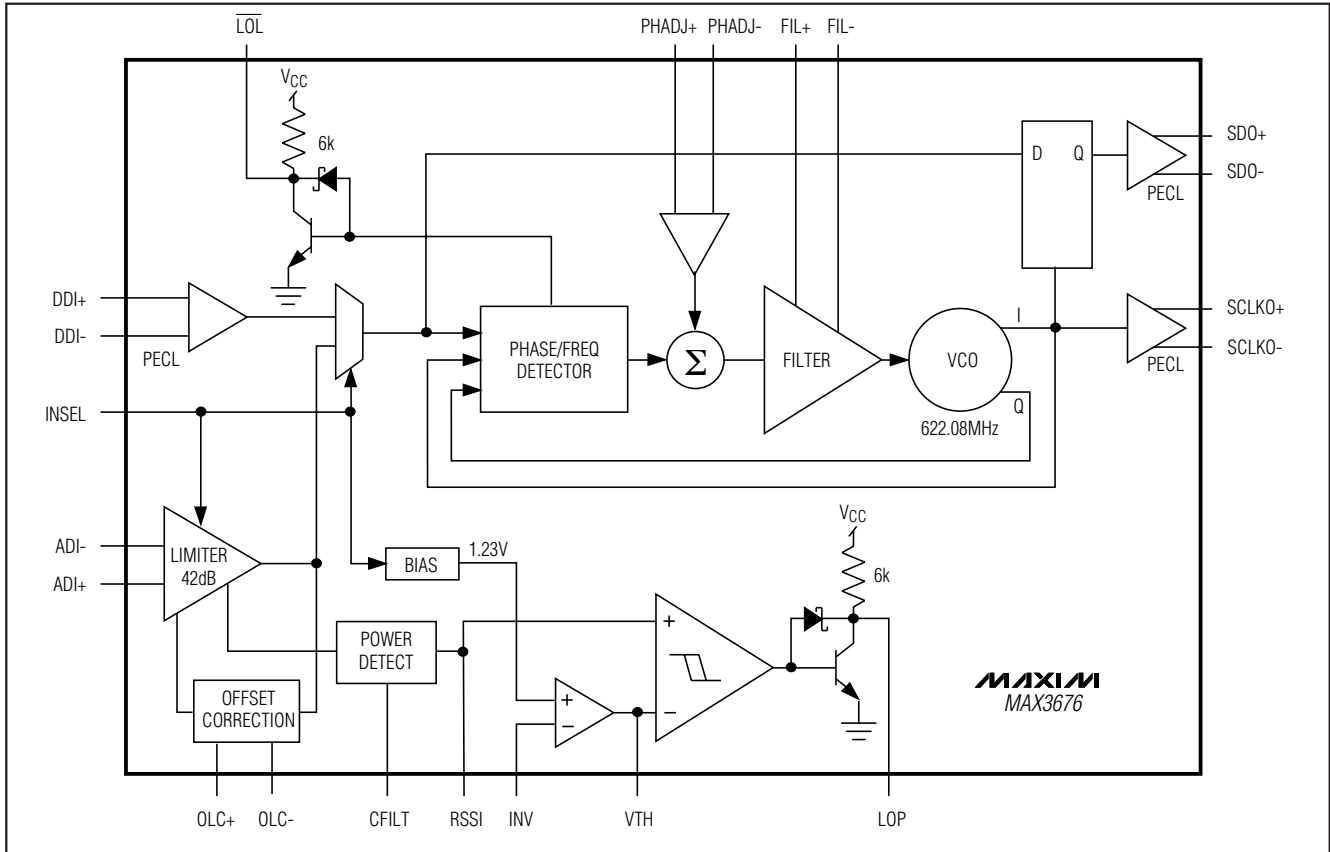 LOL
PHADJ+ PHADJ- FIL+ FIL-
VCC
6k
D Q
SDO+
SDO-
PECL
DDI+
DDI-
PECL
PHASE/FREQ
DETECTOR
Σ
FILTER
VCO
I
Q
622.08MHz
SCLKO+
SCLKO-
PECL
INSEL
ADI-
ADI+
LIMITER
42dB
BIAS
1.23V
VCC
6k
POWER
DETECT
+
−
+
−
OFFSET
CORRECTION
MAXIM
MAX3676
OLC+ OLC- CFILT RSSI INV VTH LOP